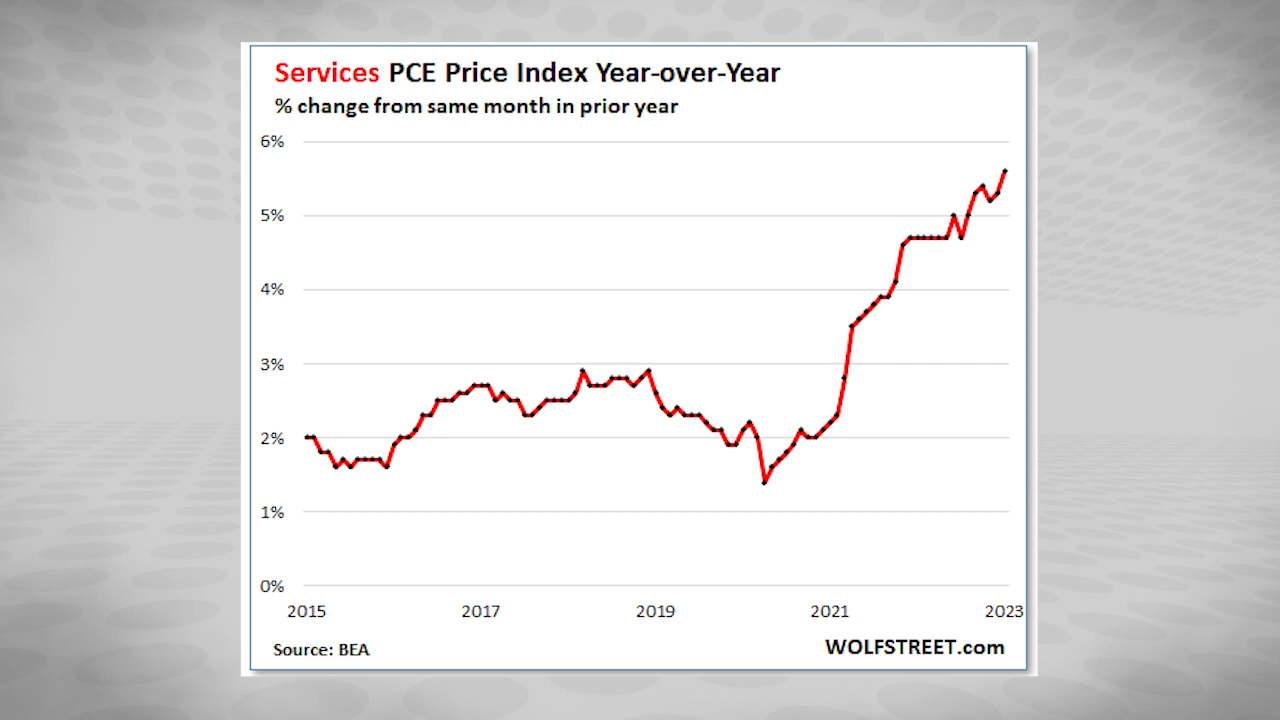 Services PCE Price Index Year-over-Year
% change from same month in prior year
6%
5%
4%
3%
2%
1%
0%
2015 2017 2019 2021 2023
Source: BEA
WOLFSTREET.com